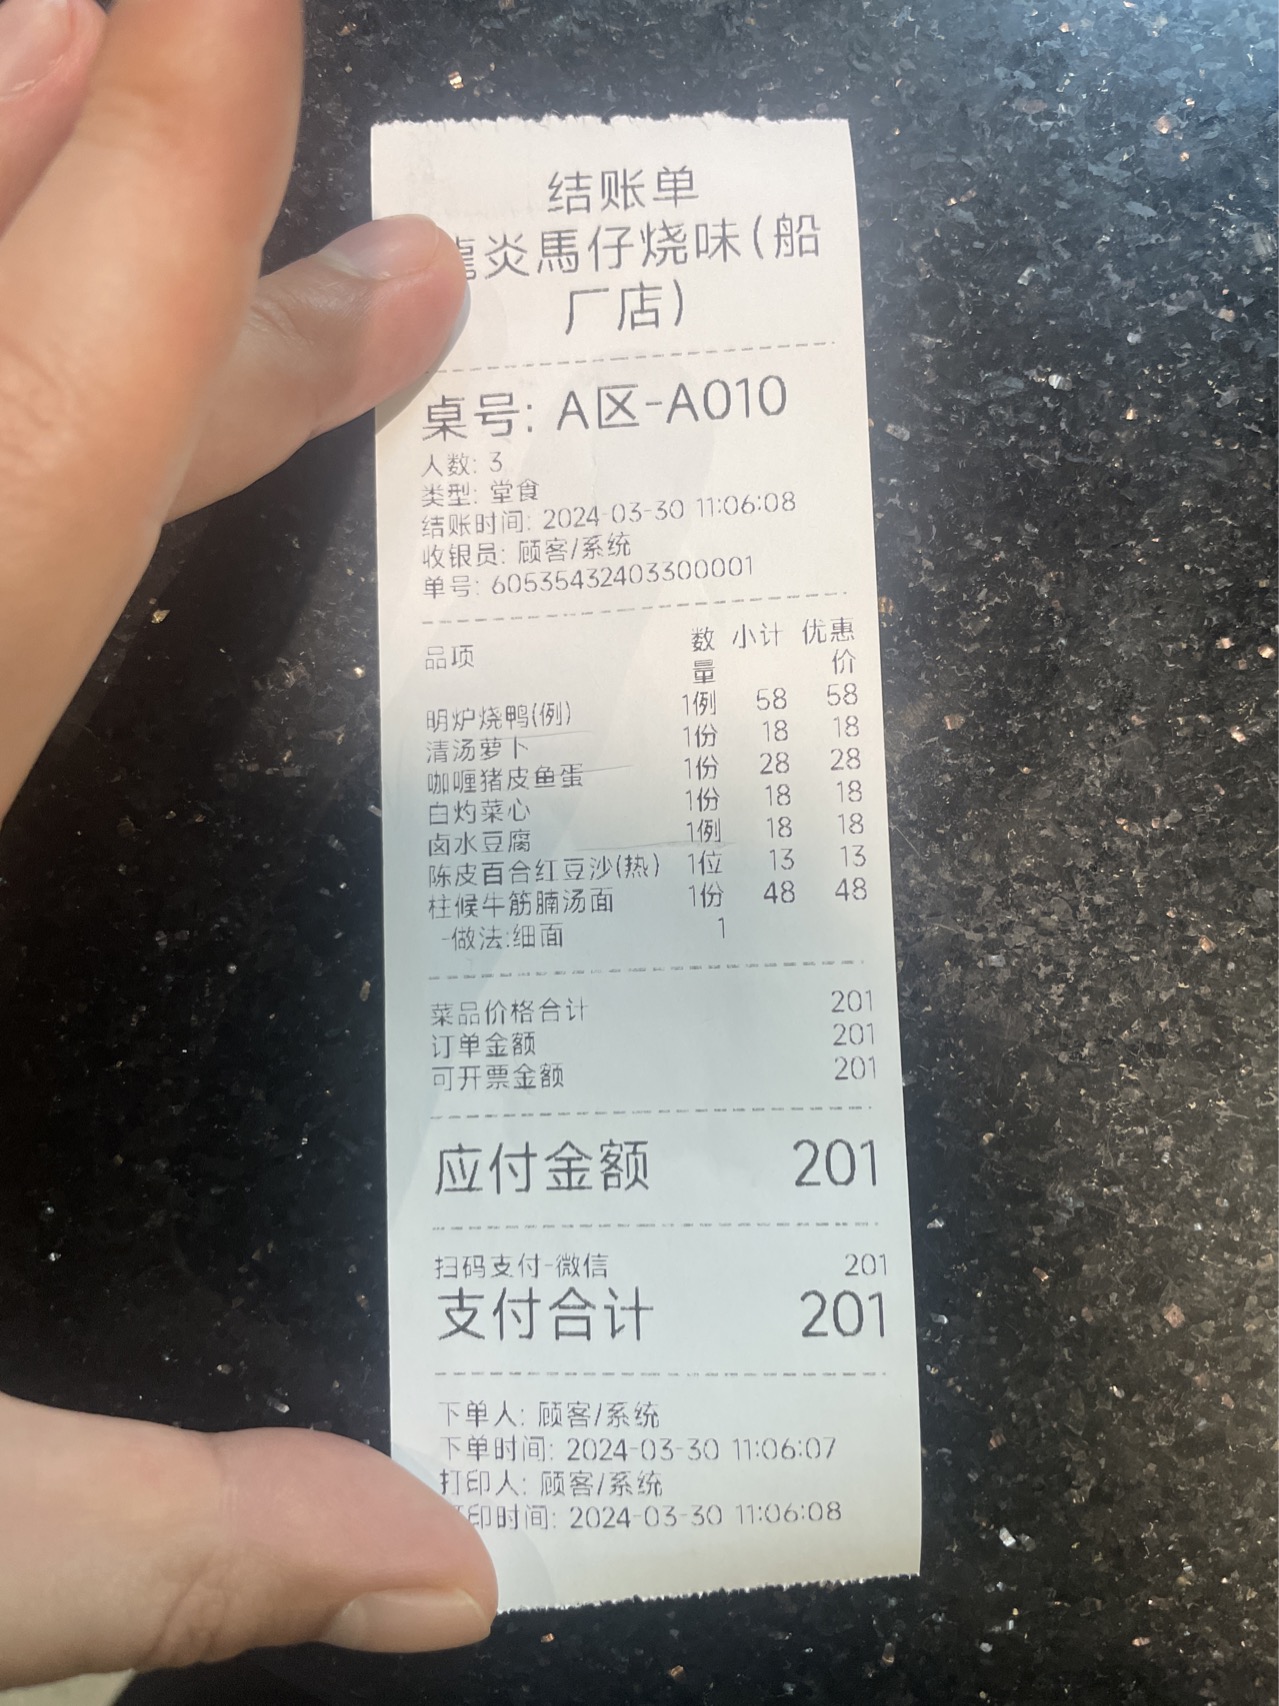 结账单
龍炎馬仔烧味(船
厂店)
桌号: A区-A010
人数: 3
类型: 堂食
结账时间: 2024-03-30 11:06:08
收银员: 顾客/系统
单号: 60535432403300001
品项 数量 小计 优惠价
明炉烧鸭(例) 1例 58 58
清汤萝卜 1份 18 18
咖喱猪皮鱼蛋 1份 28 28
白灼菜心 1份 18 18
卤水豆腐 1例 18 18
陈皮百合红豆沙(热) 1位 13 13
柱候牛筋腩汤面 1份 48 48
-做法:细面 1
菜品价格合计 201
订单金额 201
可开票金额 201
应付金额 201
扫码支付-微信 201
支付合计 201
下单人: 顾客/系统
下单时间: 2024-03-30 11:06:07
打印人: 顾客/系统
打印时间: 2024-03-30 11:06:08